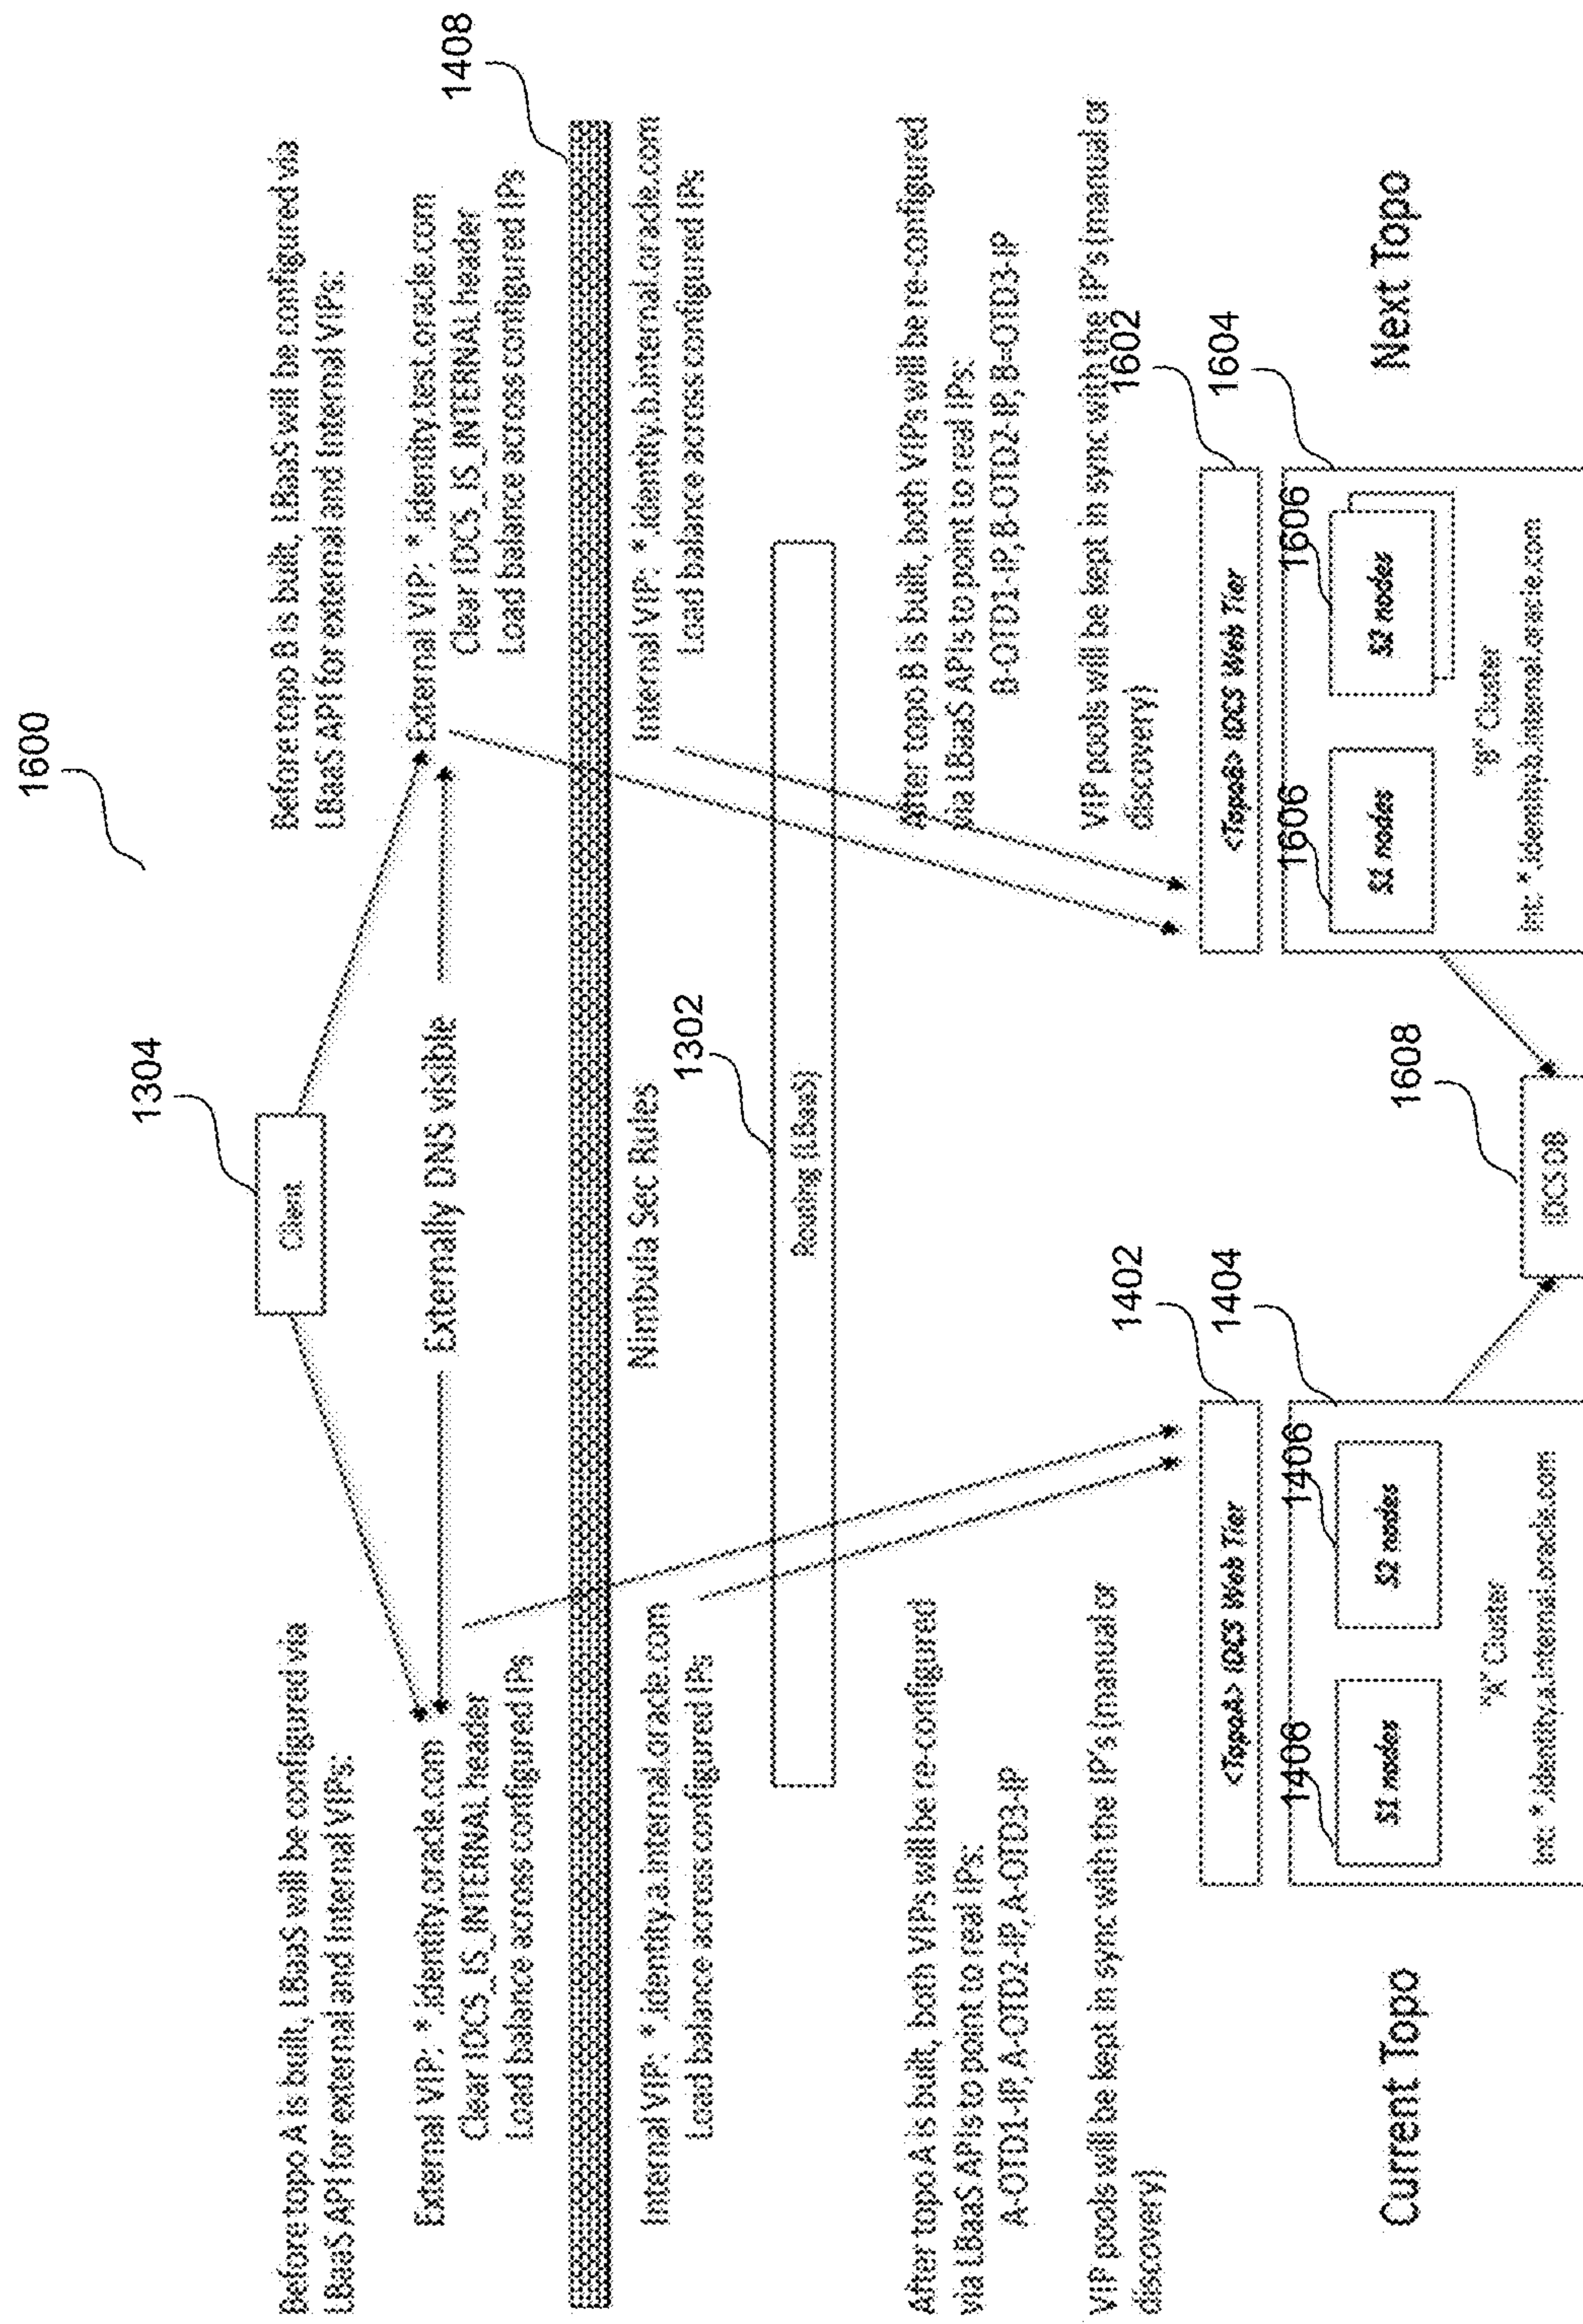 1600
1304
Client
Before topo A is built, LBaaS will be configured via
LBaaS API for external and internal VIPs:
Before topo B is built, LBaaS will be configured via
LBaaS API for external and internal VIPs:
External VIP: *.identity.oracle.com
Clear IDCS_IS_INTERNAL header
Load balance across configured IPs
Externally DNS visible
External VIP: *.identity.test.oracle.com
Clear IDCS_IS_INTERNAL header
Load balance across configured IPs
1408
Internal VIP: *.identity.a.internal.oracle.com
Load balance across configured IPs
Nimbula Sec Rules
Internal VIP: *.identity.b.internal.oracle.com
Load balance across configured IPs
1302
Routing (LBaaS)
After topo A is built, both VIPs will be re-configured
via LBaaS APIs to point to real IPs:
A-OTD1-IP, A-OTD2-IP, A-OTD3-IP
After topo B is built, both VIPs will be re-configured
via LBaaS APIs to point to real IPs:
B-OTD1-IP, B-OTD2-IP, B-OTD3-IP
VIP pools will be kept in sync with the IP's (manual or
discovery)
VIP pools will be kept in sync with the IP's (manual or
discovery)
1402
1404
1602
1604
<TopoA> IDCS Web Tier
<TopoB> IDCS Web Tier
1406
1406
1606
1606
S1 nodes
S2 nodes
S1 nodes
S2 nodes
Current Topo
Next Topo
"A" Cluster
"B" Cluster
1608
Int: *.identity.a.internal.oracle.com
IDCS DB
Int: *.identity.b.internal.oracle.com